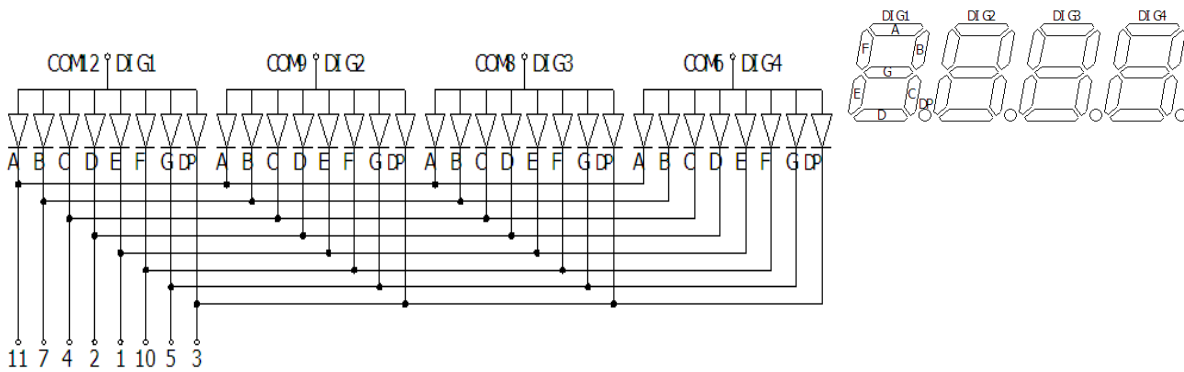 DIG1 DIG2 DIG3 DIG4
A
F B
G
E C DP
D
COM12 DIG1 COM9 DIG2 COM8 DIG3 COM6 DIG4
A B C D E F G DP A B C D E F G DP A B C D E F G DP A B C D E F G DP
11 7 4 2 1 10 5 3